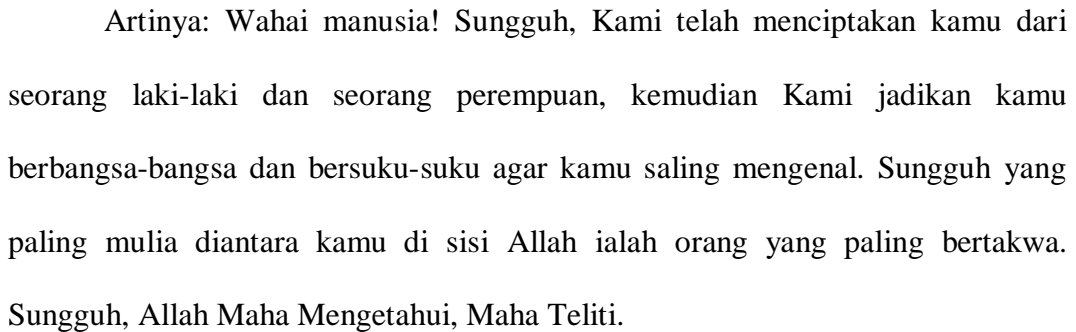 Artinya: Wahai manusia! Sungguh, Kami telah menciptakan kamu dari
seorang laki-laki dan seorang perempuan, kemudian Kami jadikan kamu
berbangsa-bangsa dan bersuku-suku agar kamu saling mengenal. Sungguh yang
paling mulia diantara kamu di sisi Allah ialah orang yang paling bertakwa.
Sungguh, Allah Maha Mengetahui, Maha Teliti.